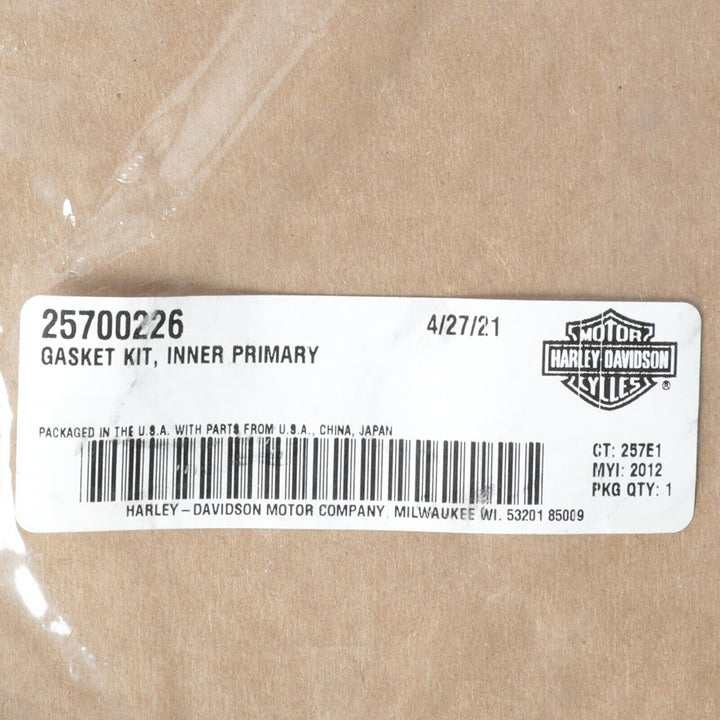 25700226
4/27/21
GASKET KIT, INNER PRIMARY
MOTOR
HARLEY-DAVIDSON
CYCLES
®
PACKAGED IN THE U.S.A. WITH PARTS FROM U.S.A., CHINA, JAPAN
CT: 257E1
MYI: 2012
PKG QTY: 1
HARLEY-DAVIDSON MOTOR COMPANY, MILWAUKEE WI. 53201 85009